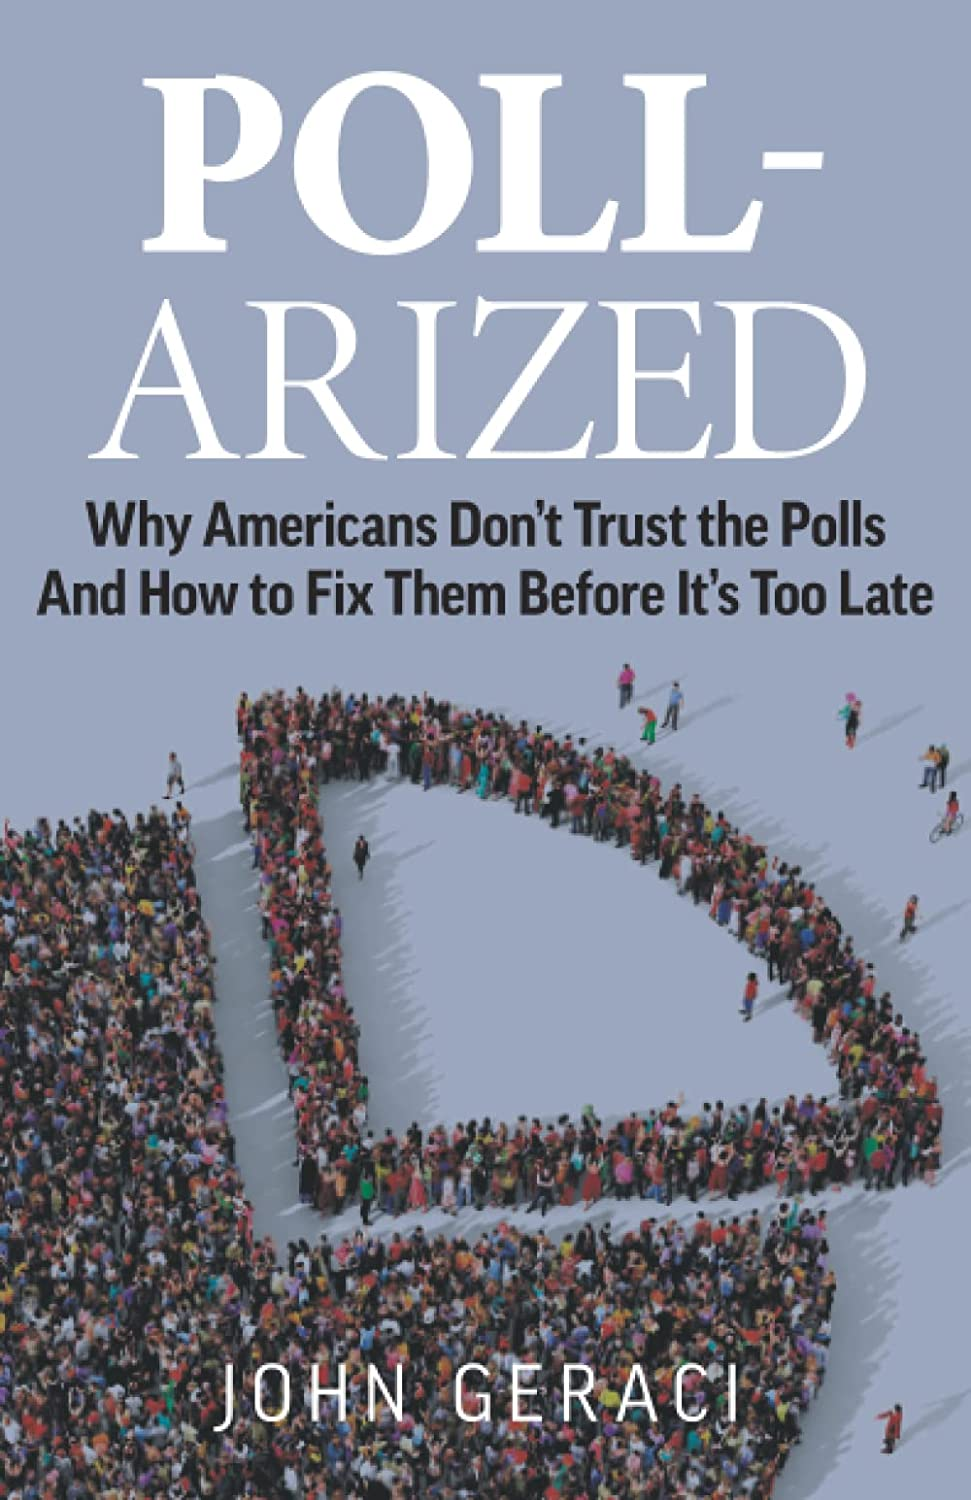 POLL-
ARIZED
Why Americans Don’t Trust the Polls
And How to Fix Them Before It’s Too Late
JOHN GERACI